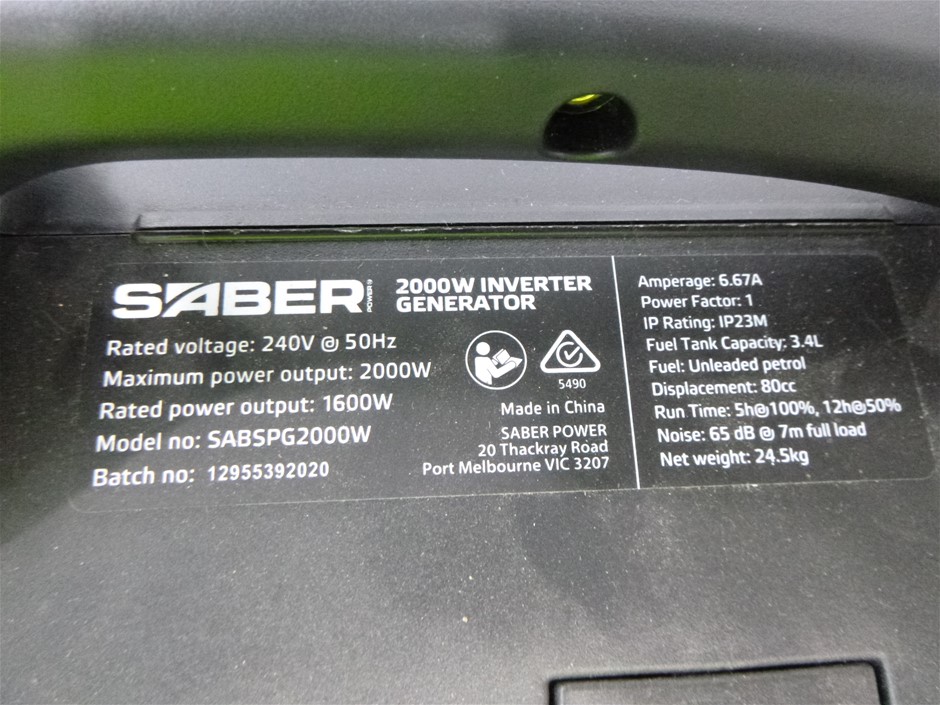 SABER POWER
2000W INVERTER
GENERATOR
Rated voltage: 240V @ 50Hz
Maximum power output: 2000W
Rated power output: 1600W
Model no: SABSPG2000W
Batch no: 12955392020
5490
Made in China
SABER POWER
20 Thackray Road
Port Melbourne VIC 3207
Amperage: 6.67A
Power Factor: 1
IP Rating: IP23M
Fuel Tank Capacity: 3.4L
Fuel: Unleaded petrol
Displacement: 80cc
Run Time: 5h@100%, 12h@50%
Noise: 65 dB @ 7m full load
Net weight: 24.5kg